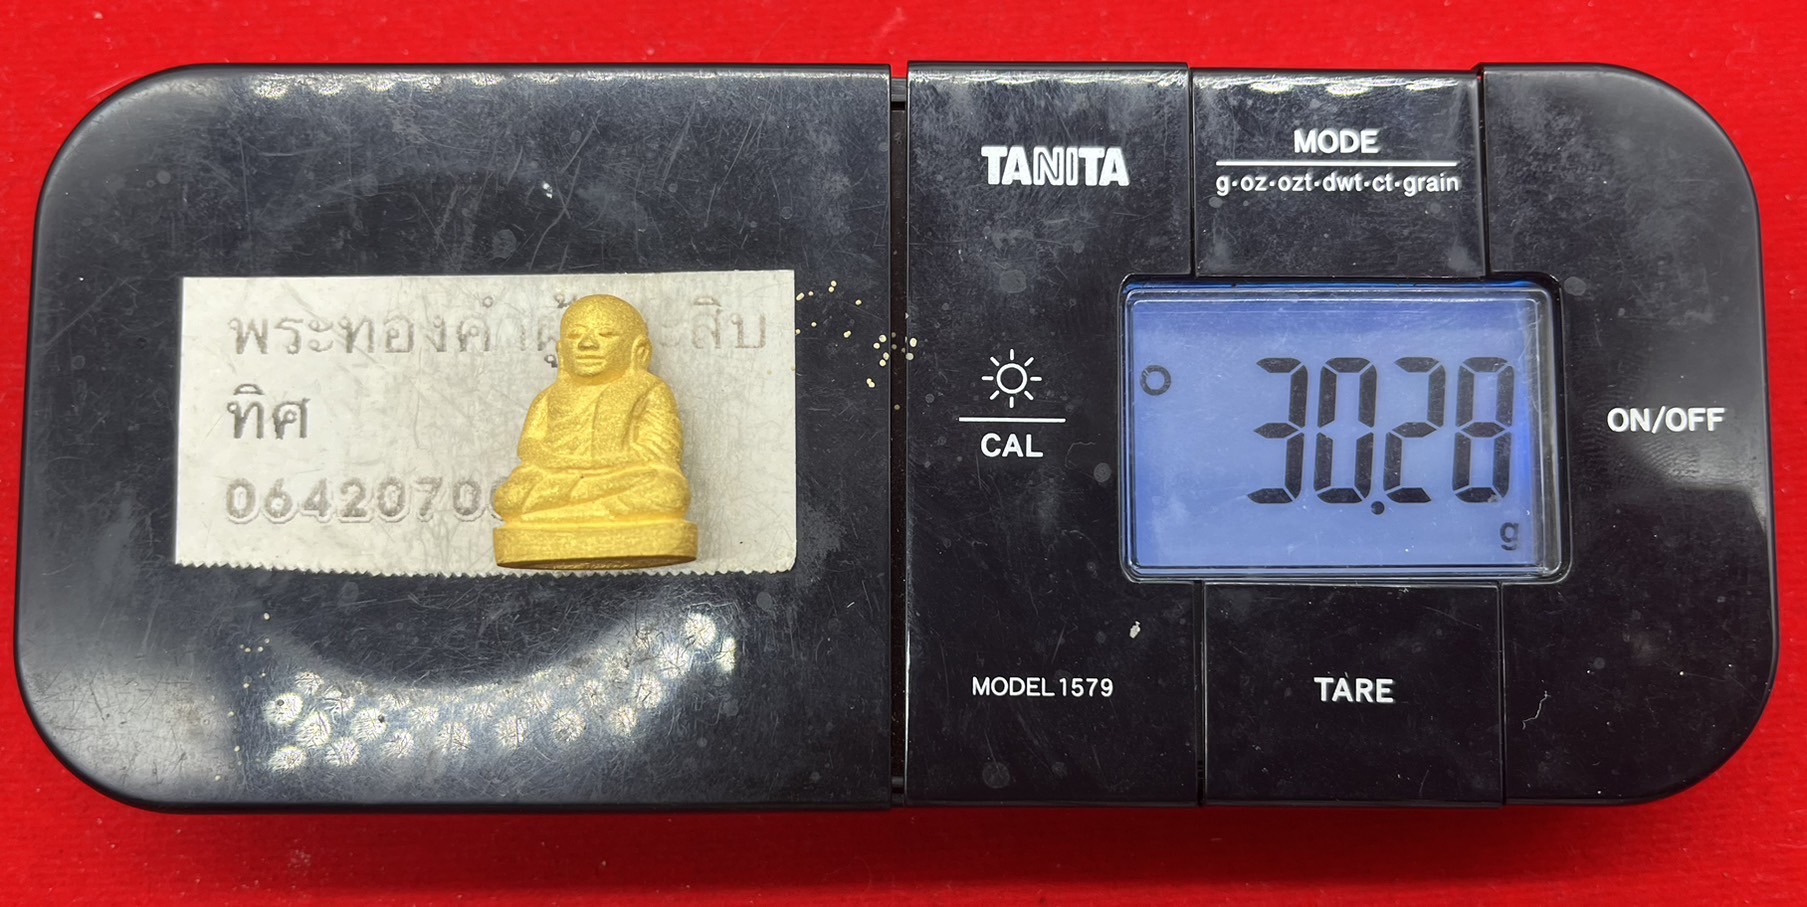 พระทองคำ
ทิศ
TANITA
MODE
g·oz·ozt·dwt·ct·grain
CAL
30.28
g
ON/OFF
MODEL 1579
TARE